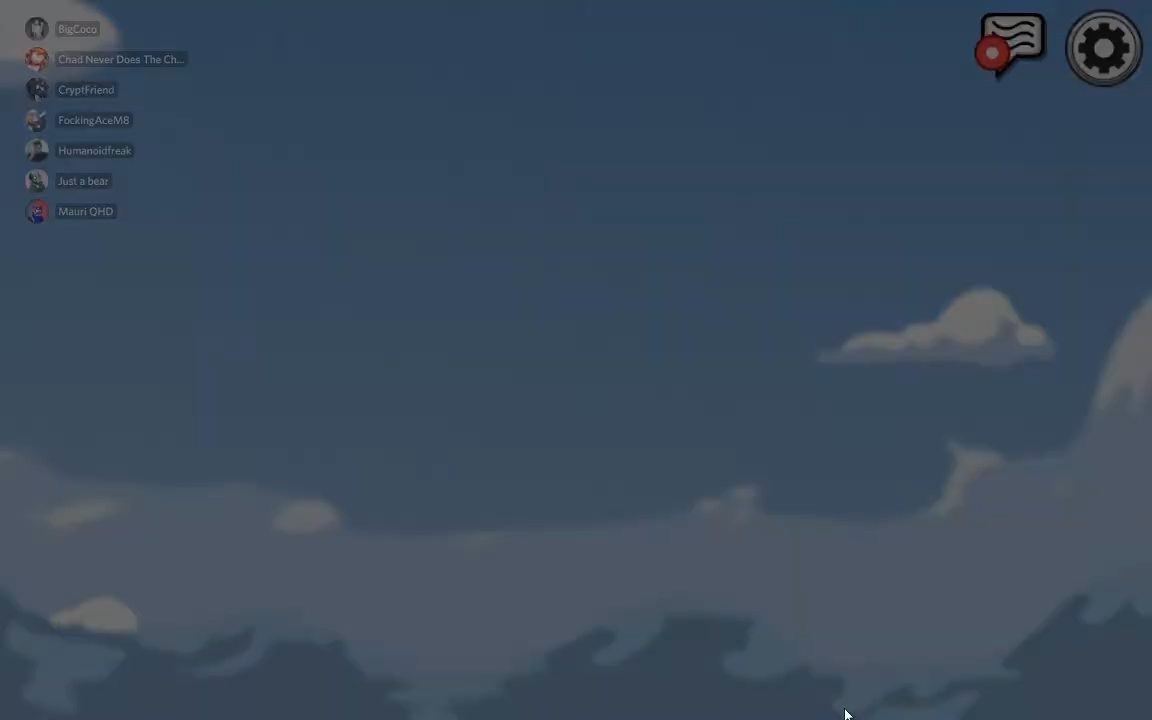 BigCoco
Chad Never Does The Ch...
CryptFriend
FockingAceM8
Humanoidfreak
Just a bear
Mauri QHD